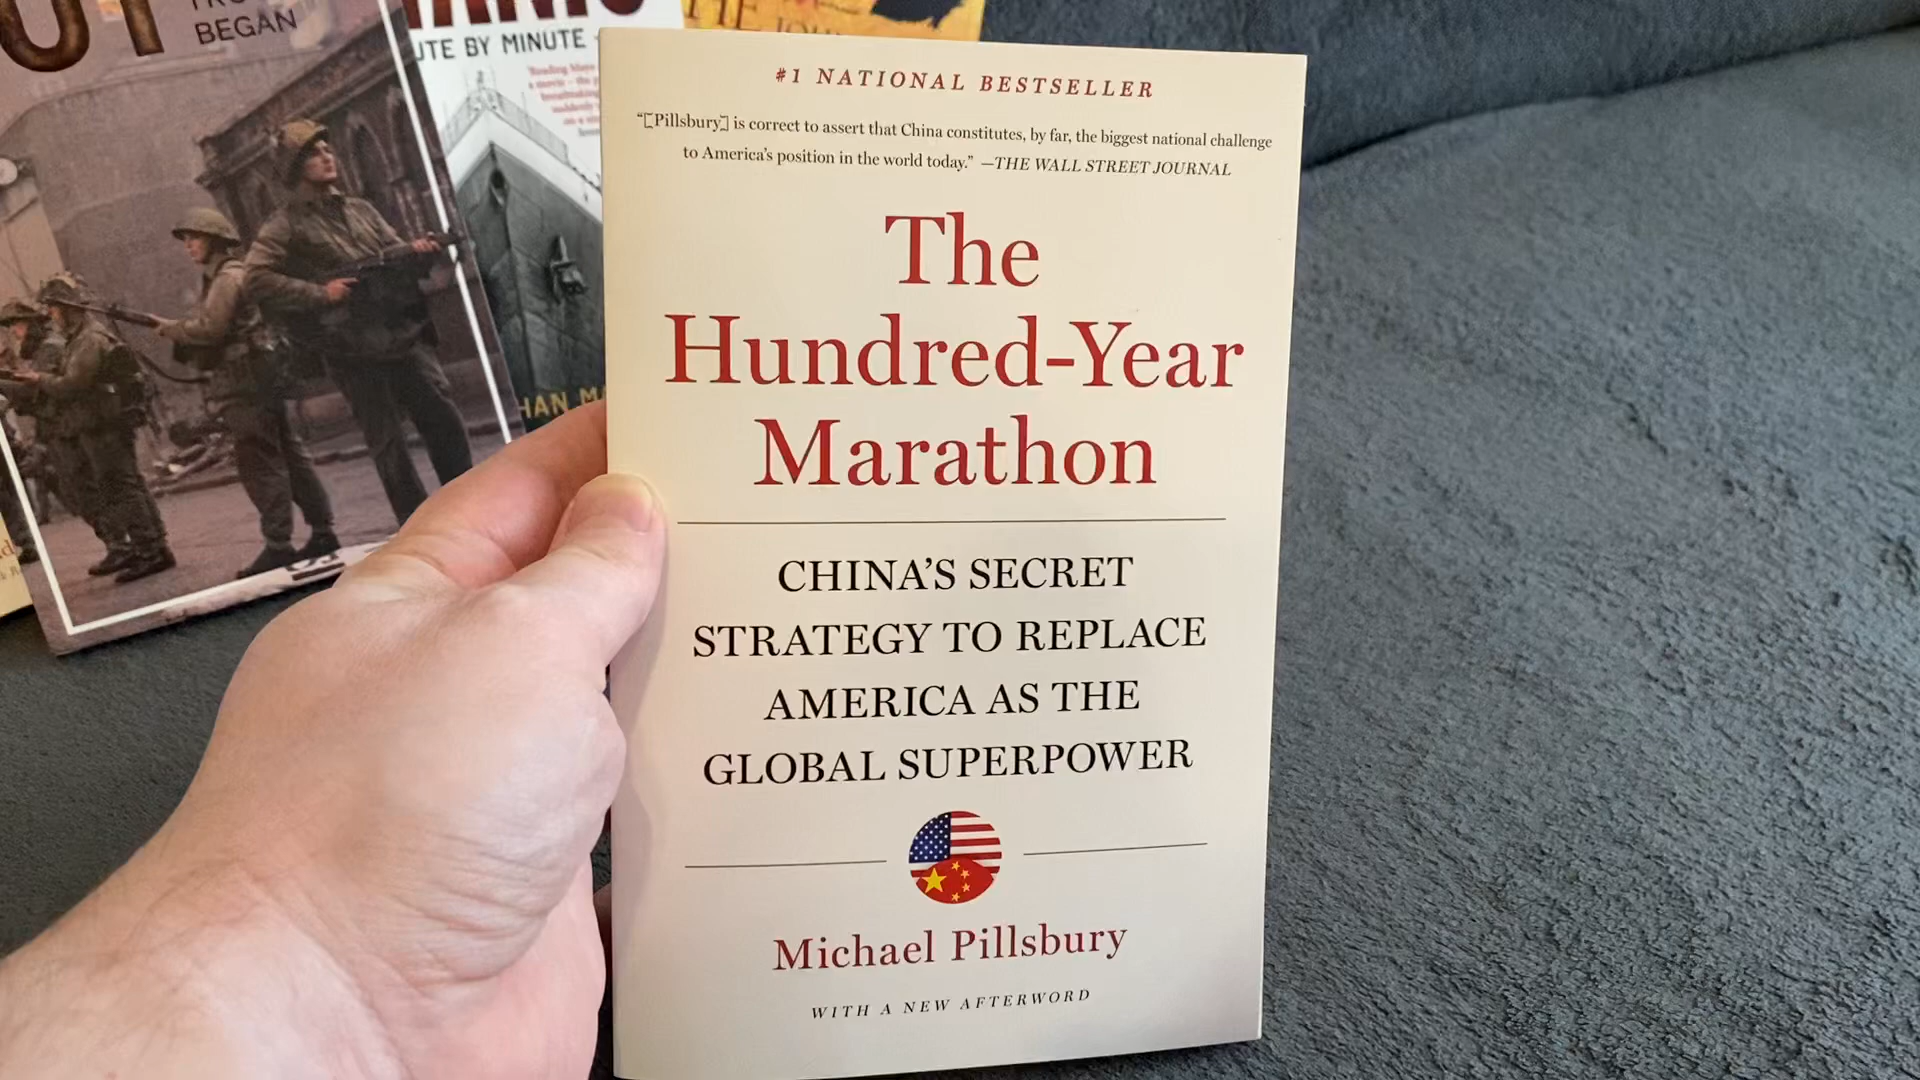 BEGAN
UTE BY MINUTE
#1 NATIONAL BESTSELLER
“[Pillsbury] is correct to assert that China constitutes, by far, the biggest national challenge
to America’s position in the world today.” —THE WALL STREET JOURNAL
The
Hundred-Year
Marathon
CHINA’S SECRET
STRATEGY TO REPLACE
AMERICA AS THE
GLOBAL SUPERPOWER
Michael Pillsbury
WITH A NEW AFTERWORD